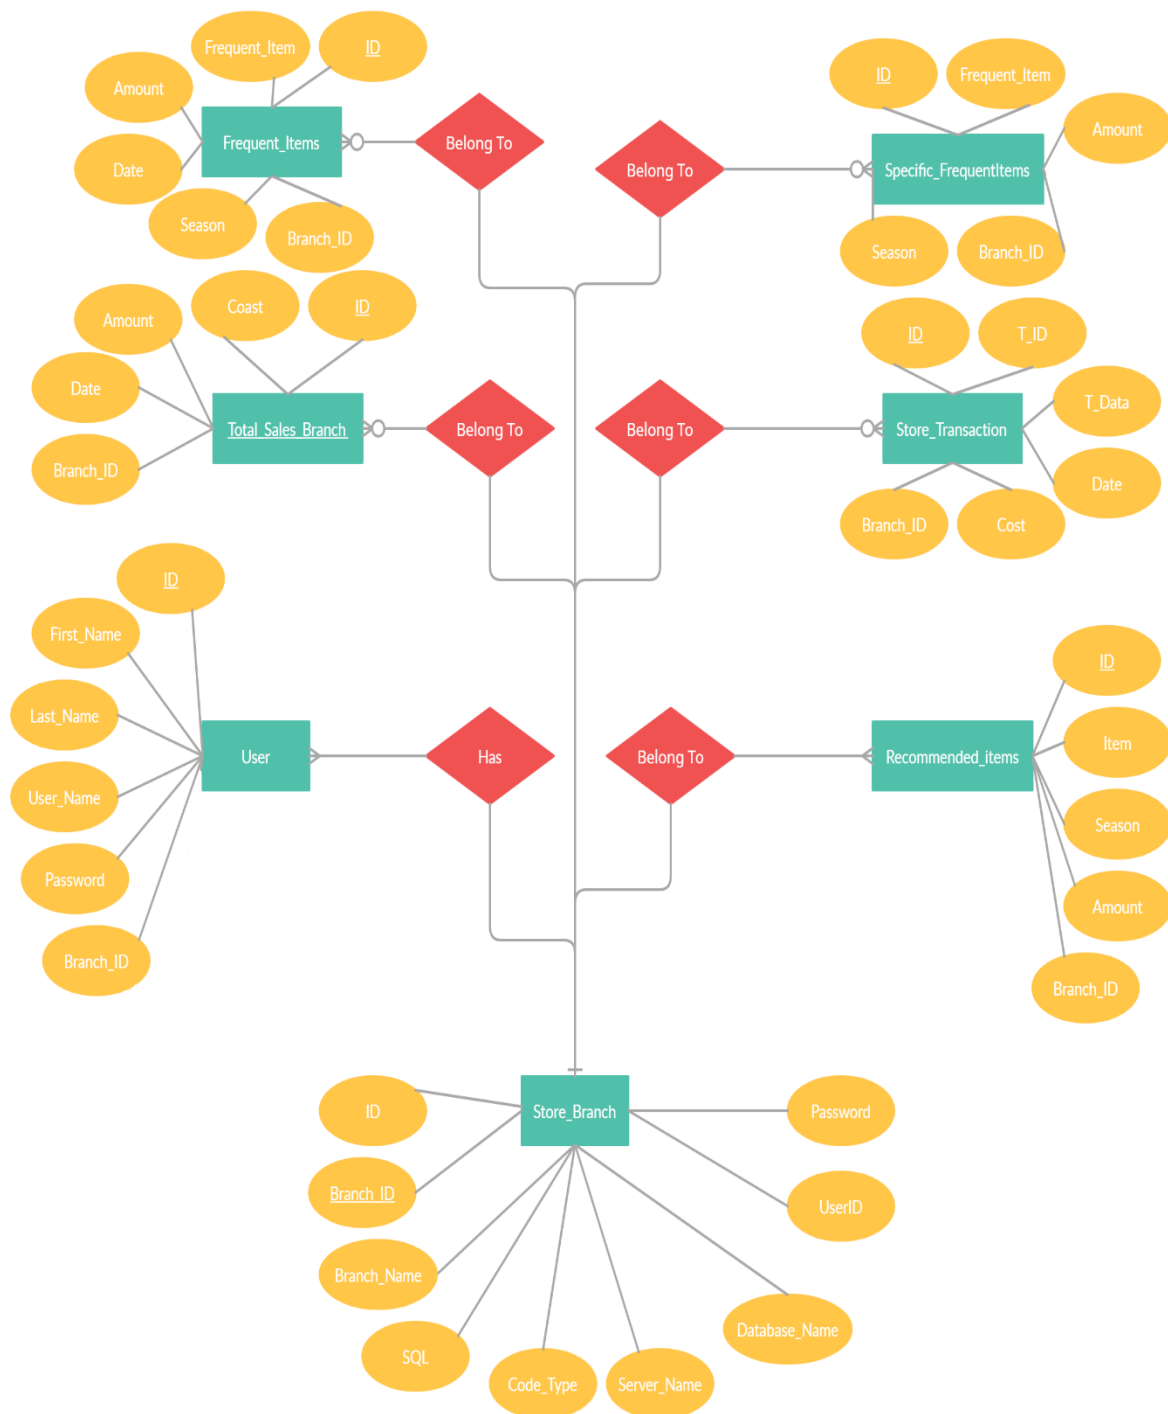 Frequent_Item
ID
Amount
Frequent_Items
Date
Season
Branch_ID
Belong To
Belong To
ID
Frequent_Item
Amount
Specific_FrequentItems
Season
Branch_ID
Coast
ID
Amount
Date
Total_Sales_Branch
Branch_ID
Belong To
Belong To
ID
T_ID
T_Data
Store_Transaction
Date
Branch_ID
Cost
ID
First_Name
Last_Name
User
User_Name
Password
Branch_ID
Has
Belong To
ID
Item
Recommended_items
Season
Amount
Branch_ID
ID
Store_Branch
Password
Branch_ID
UserID
Branch_Name
Database_Name
SQL
Code_Type
Server_Name